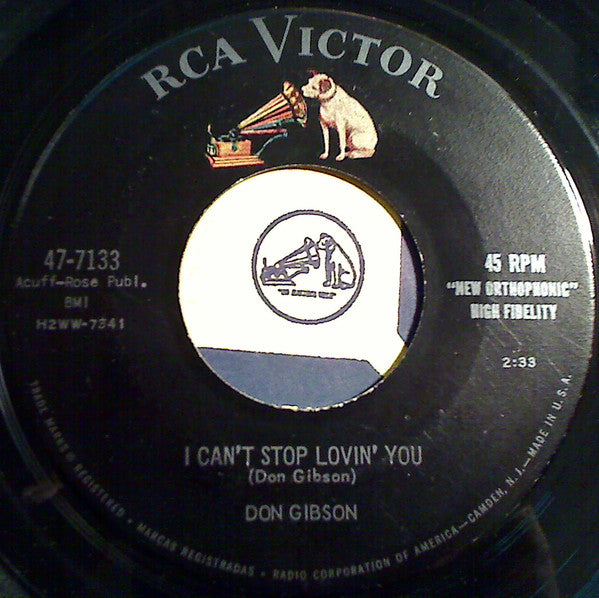 RCA VICTOR
47-7133
Acuff-Rose Publ.
BMI
H2WW-7341
45 RPM
"NEW ORTHOPHONIC"
HIGH FIDELITY
2:33
I CAN'T STOP LOVIN' YOU
(Don Gibson)
DON GIBSON
TRADE MARKS ® REGISTERED • MARCAS REGISTRADAS • RADIO CORPORATION OF AMERICA—CAMDEN, N.J.—MADE IN U.S.A.